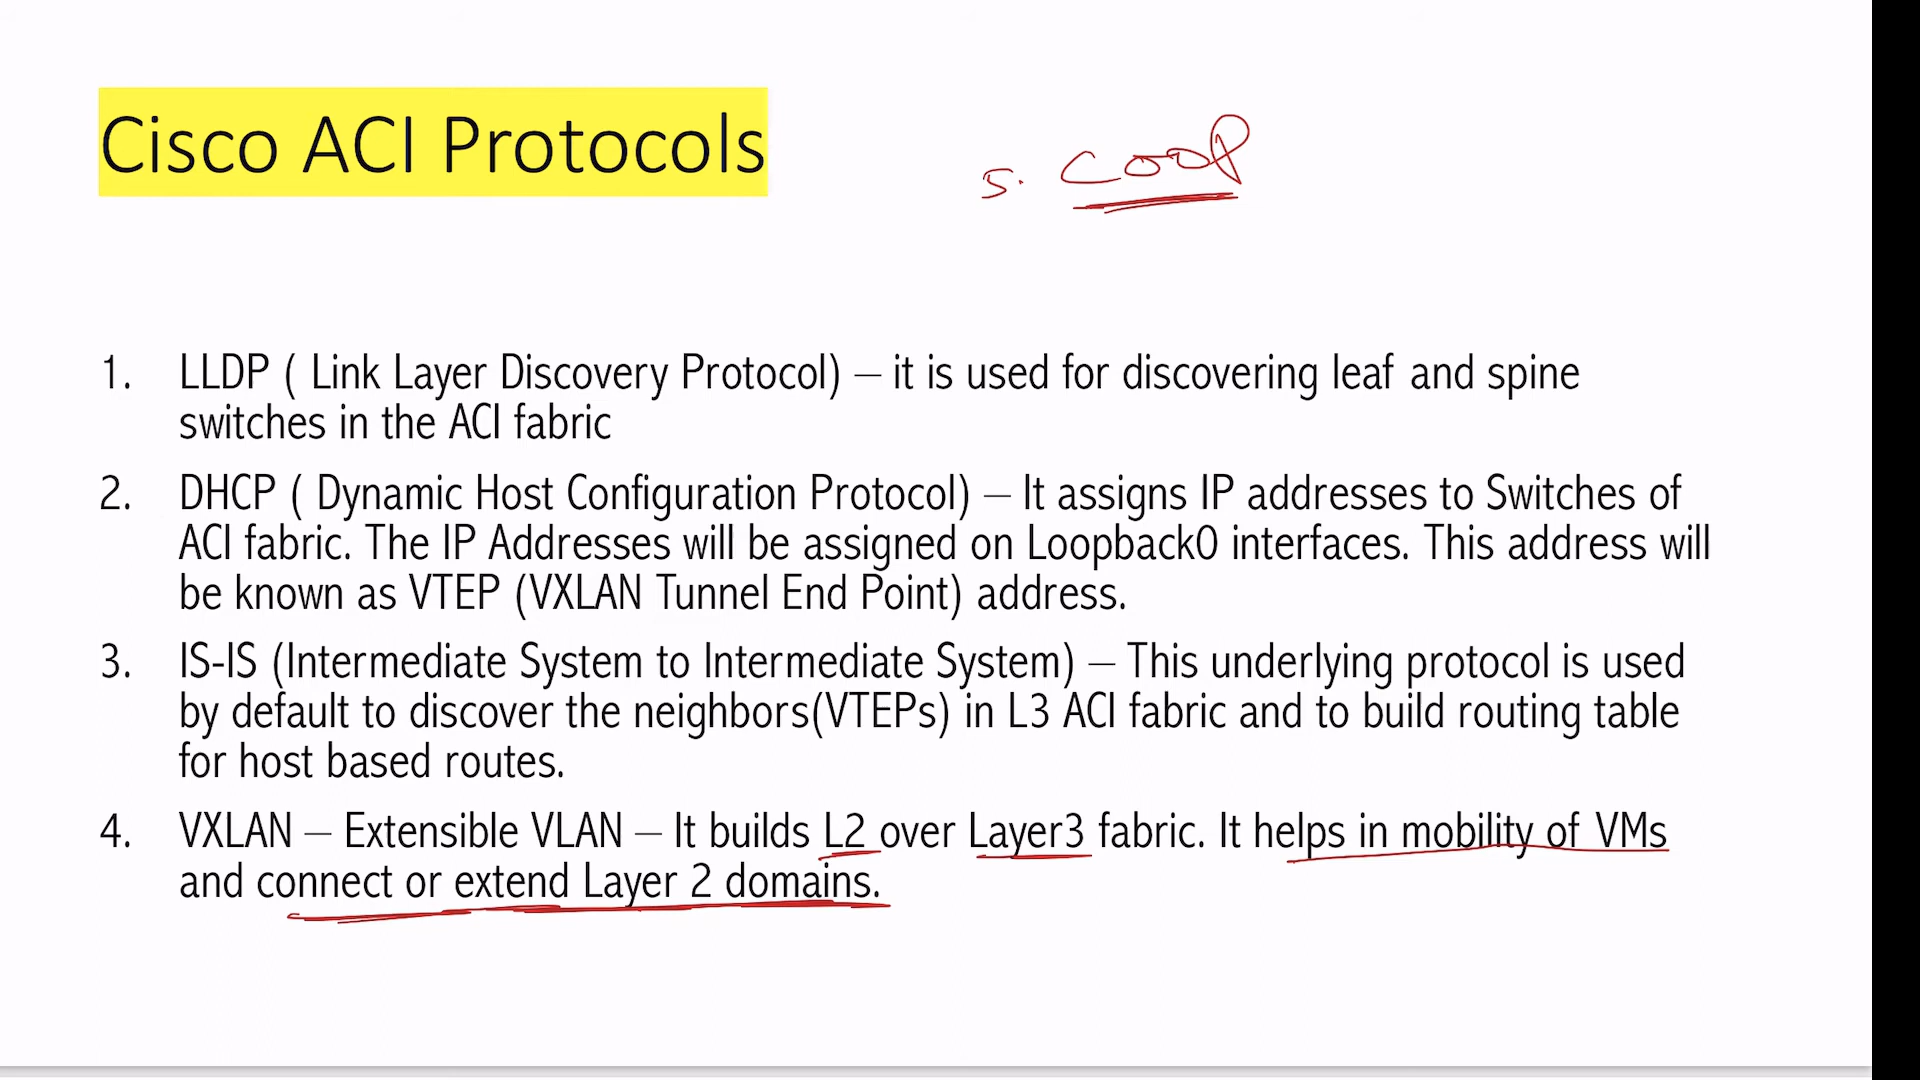 Cisco ACI Protocols
5. COOP
1. LLDP ( Link Layer Discovery Protocol) – it is used for discovering leaf and spine
switches in the ACI fabric
2. DHCP ( Dynamic Host Configuration Protocol) – It assigns IP addresses to Switches of
ACI fabric. The IP Addresses will be assigned on Loopback0 interfaces. This address will
be known as VTEP (VXLAN Tunnel End Point) address.
3. IS-IS (Intermediate System to Intermediate System) – This underlying protocol is used
by default to discover the neighbors(VTEPs) in L3 ACI fabric and to build routing table
for host based routes.
4. VXLAN – Extensible VLAN – It builds L2 over Layer3 fabric. It helps in mobility of VMs
and connect or extend Layer 2 domains.